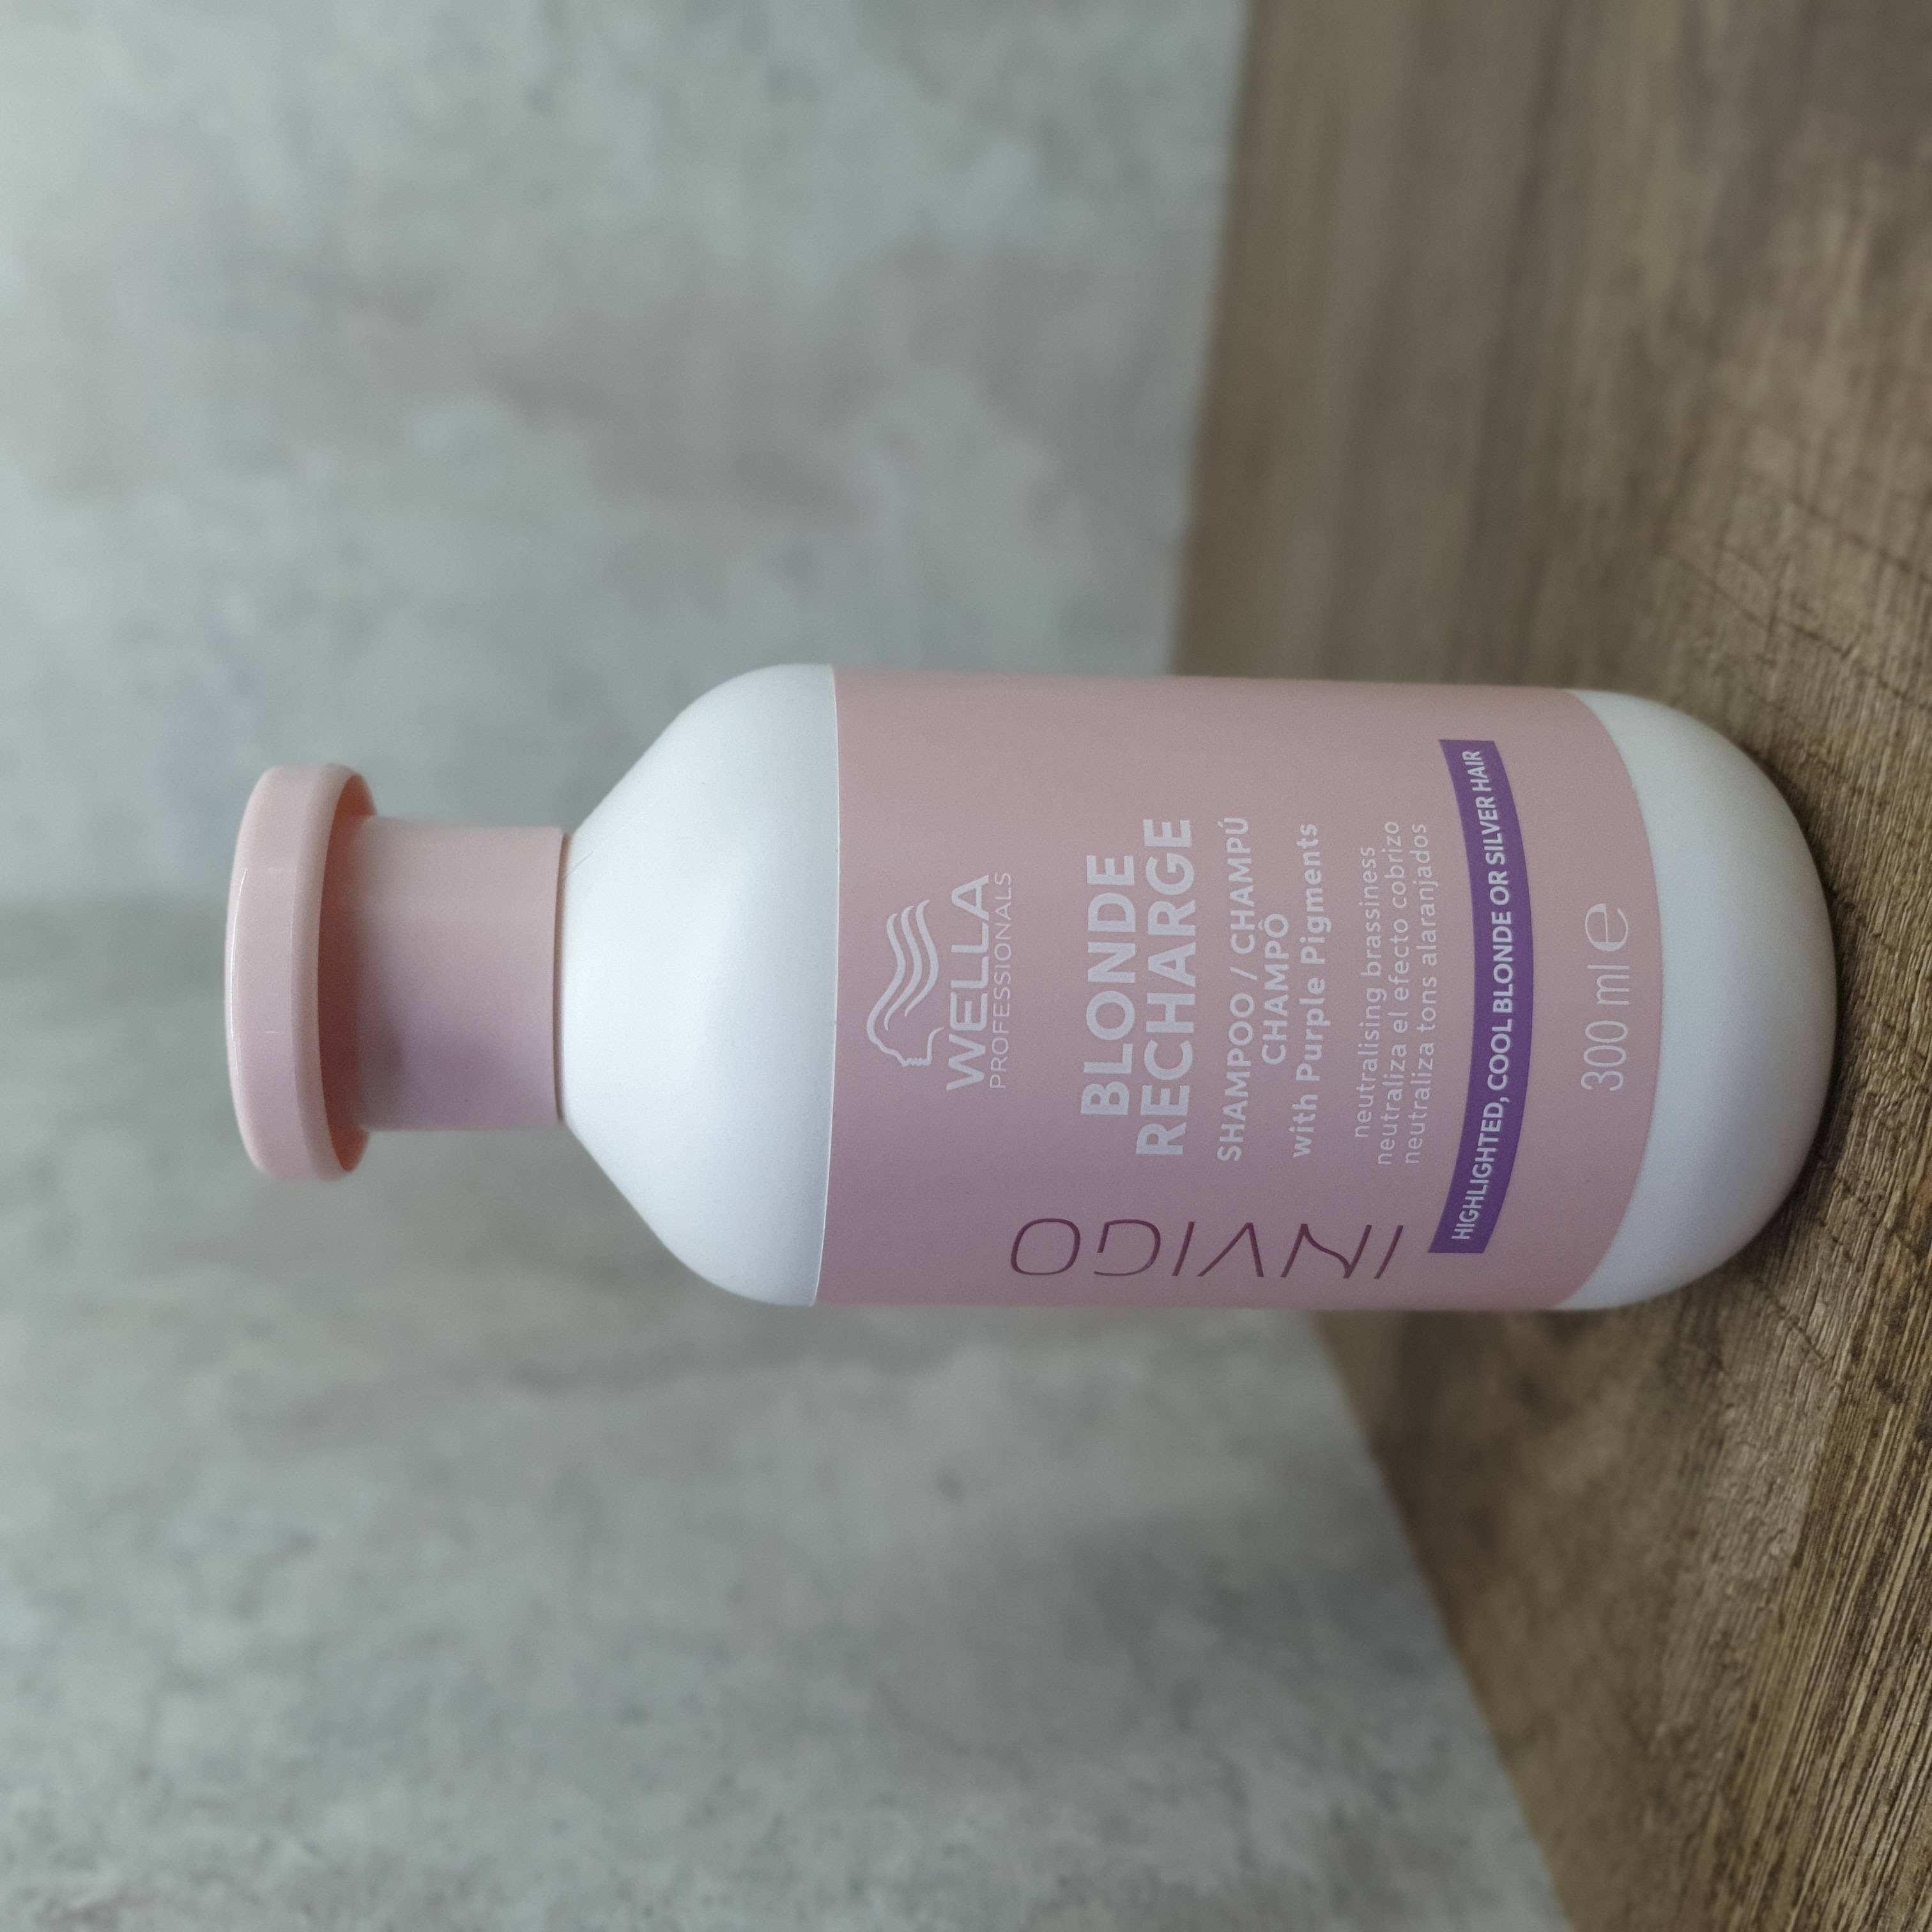 WELLA
PROFESSIONALS
BLONDE
RECHARGE
SHAMPOO / CHAMPÚ
CHAMPÔ
with Purple Pigments
neutralising brassiness
neutraliza el efecto cobrizo
neutraliza tons alaranjados
INVIGO
HIGHLIGHTED, COOL BLONDE OR SILVER HAIR
300 ml ℮